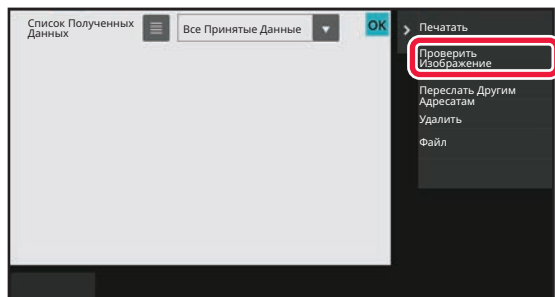 Список Полученных
Данных
Все Принятые Данные
OK
Печатать
Проверить
Изображение
Переслать Другим
Адресатам
Удалить
Файл